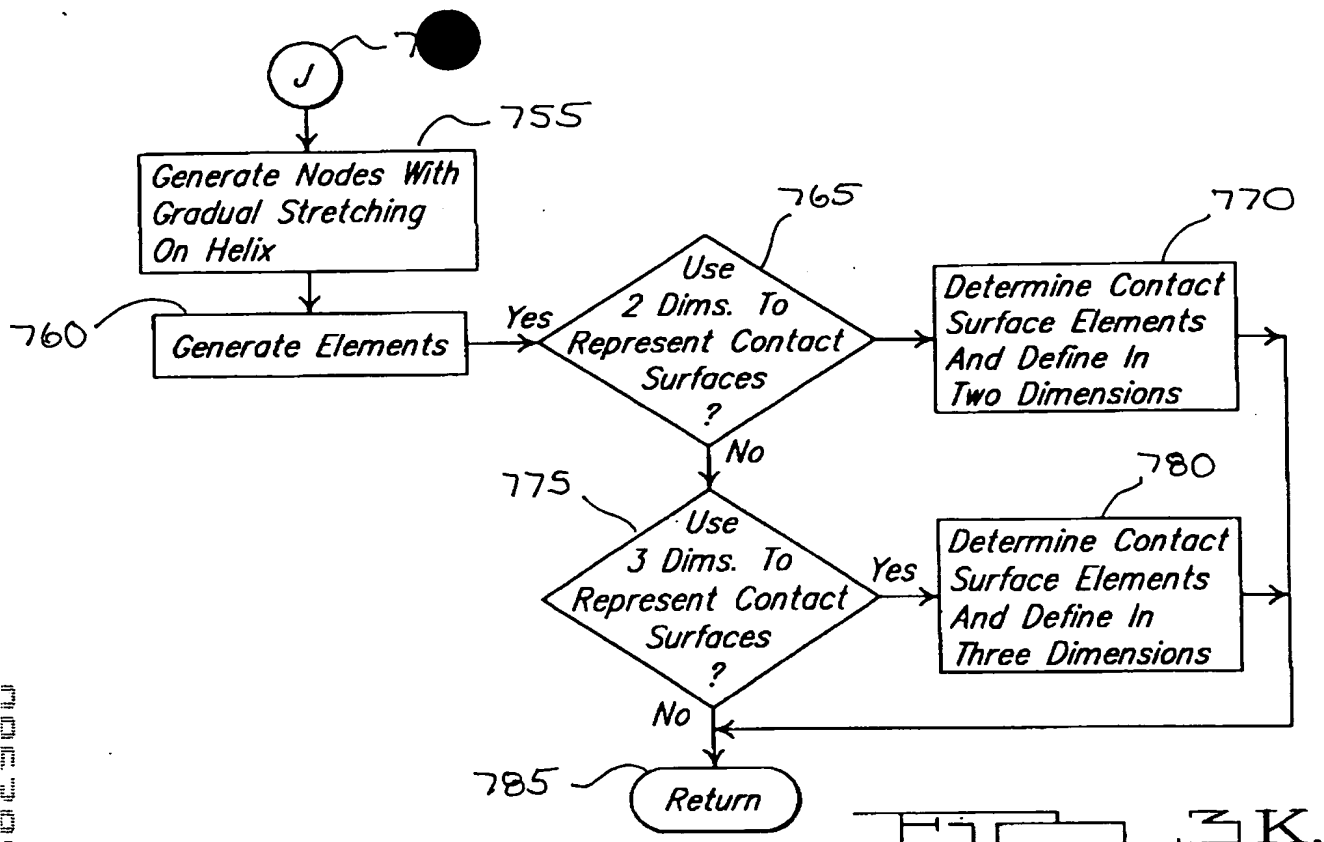 J
755
Generate Nodes With
Gradual Stretching
On Helix
760
Generate Elements
Yes
765
Use
2 Dims. To
Represent Contact
Surfaces
?
770
Determine Contact
Surface Elements
And Define In
Two Dimensions
No
775
Use
3 Dims. To
Represent Contact
Surfaces
?
Yes
780
Determine Contact
Surface Elements
And Define In
Three Dimensions
No
785
Return
3K.